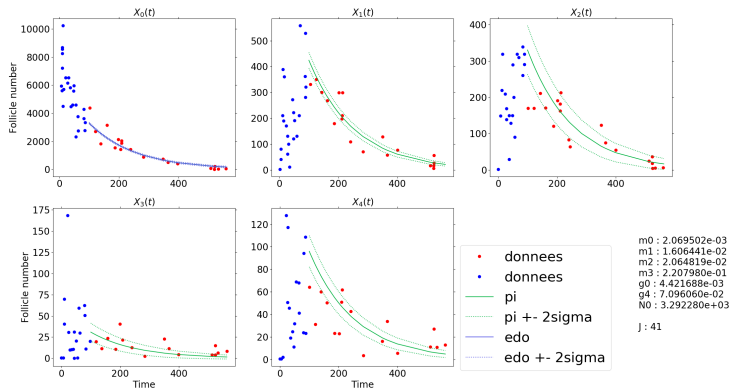 X0(t)
X1(t)
X2(t)
Follicle number
10000
8000
6000
4000
2000
0
0
200
400
500
400
300
200
100
0
0
200
400
400
300
200
100
0
0
200
400
X3(t)
X4(t)
Follicle number
175
150
125
100
75
50
25
0
0
200
400
Time
120
100
80
60
40
20
0
0
200
400
Time
donnees
donnees
pi
pi +- 2sigma
edo
edo +- 2sigma
m0 : 2.069502e-03
m1 : 1.606441e-02
m2 : 2.064819e-02
m3 : 2.207980e-01
g0 : 4.421688e-03
g4 : 7.096060e-02
N0 : 3.292280e+03
J : 41